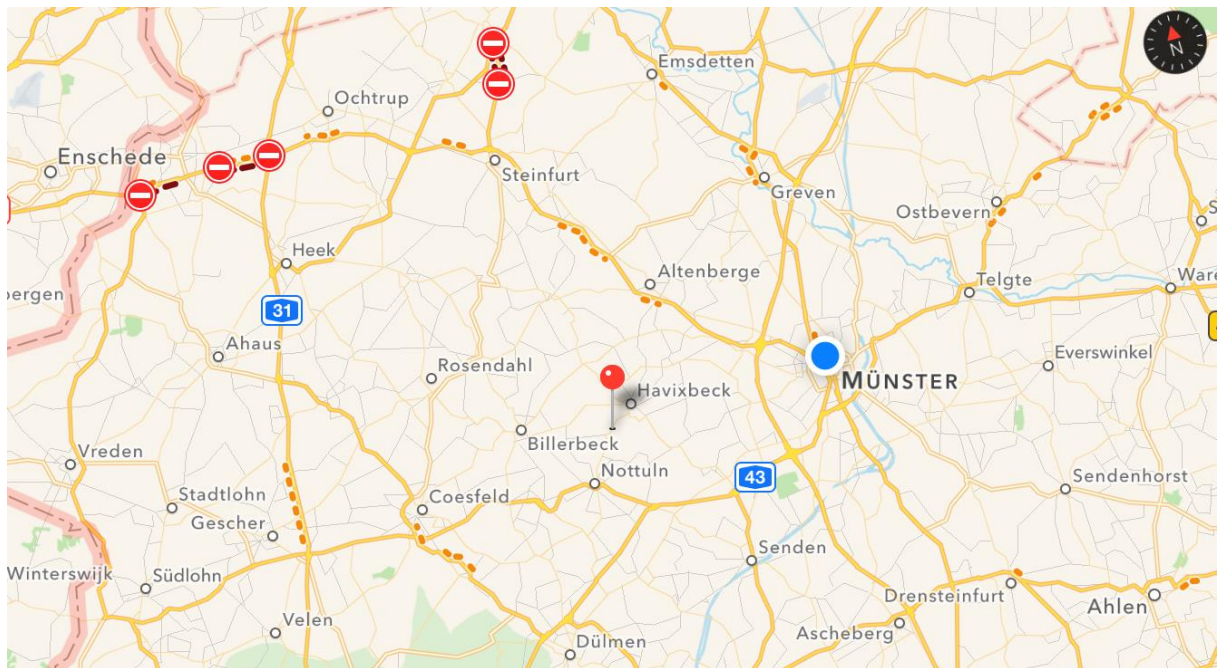 Emsdetten
N
Ochtrup
Enschede
Steinfurt
Greven
Ostbevern
Heek
Altenberge
Telgte
31
Ahaus
Everswinkel
Rosendahl
MÜNSTER
Havixbeck
Billerbeck
Vreden
Nottuln
43
Sendenhorst
Stadtlohn
Coesfeld
Gescher
Senden
Winterswijk
Südlohn
Drensteinfurt
Ahlen
Velen
Ascheberg
Dülmen